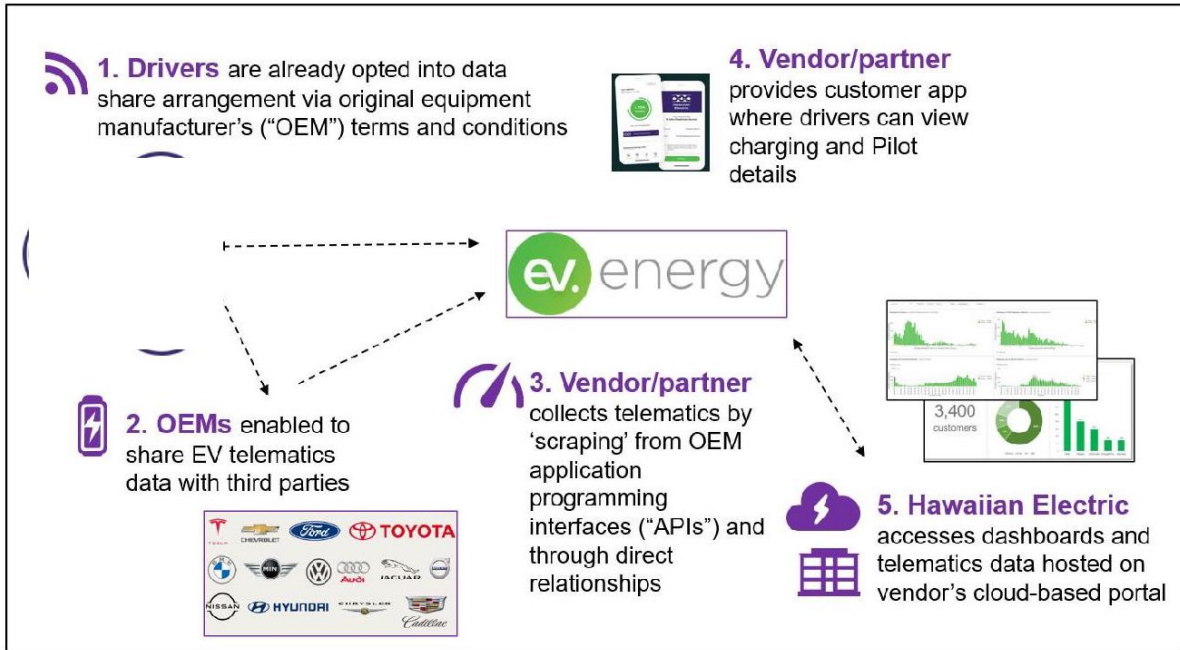 1. Drivers are already opted into data
share arrangement via original equipment
manufacturer's ("OEM") terms and conditions
4. Vendor/partner
provides customer app
where drivers can view
charging and Pilot
details
ev.energy
2. OEMs enabled to
share EV telematics
data with third parties
TESLA
CHEVROLET
Ford
TOYOTA
MINI
Audi
JAGUAR
NISSAN
HYUNDAI
CHRYSLER
Cadillac
3. Vendor/partner
collects telematics by
'scraping' from OEM
application
programming
interfaces ("APIs") and
through direct
relationships
3,400
customers
5. Hawaiian Electric
accesses dashboards and
telematics data hosted on
vendor's cloud-based portal